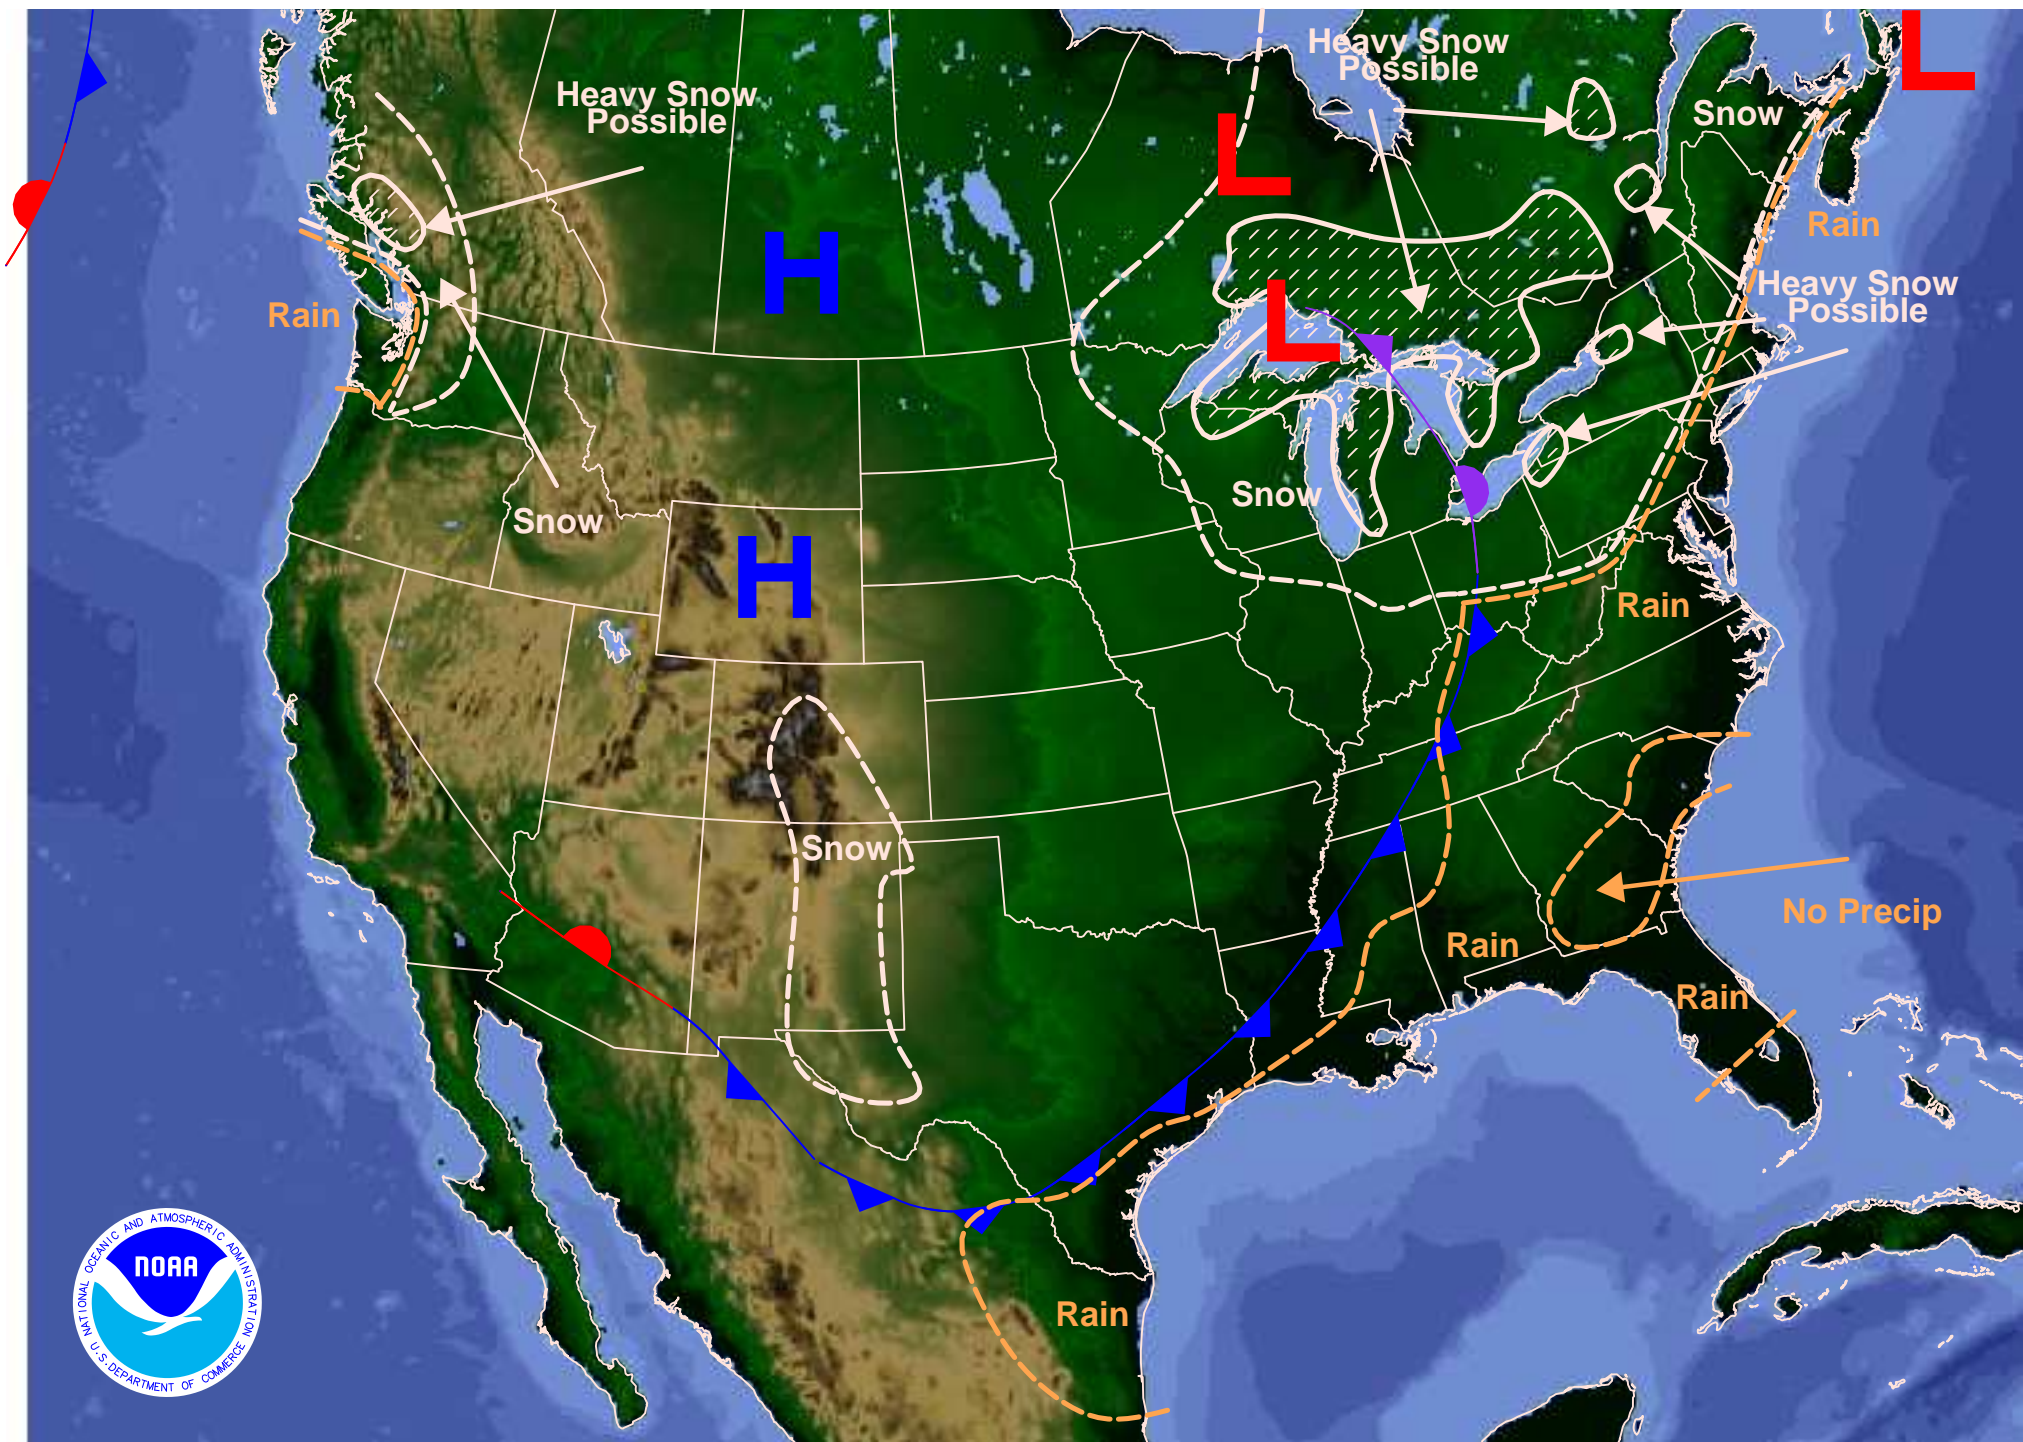 Heavy Snow
Possible
L
Heavy Snow
Possible
Snow
L
Rain
H
Heavy Snow
Possible
Rain
L
Snow
Snow
H
Rain
Snow
No Precip
Rain
Rain
Rain
NATIONAL OCEANIC AND ATMOSPHERIC ADMINISTRATION
NOAA
U.S. DEPARTMENT OF COMMERCE